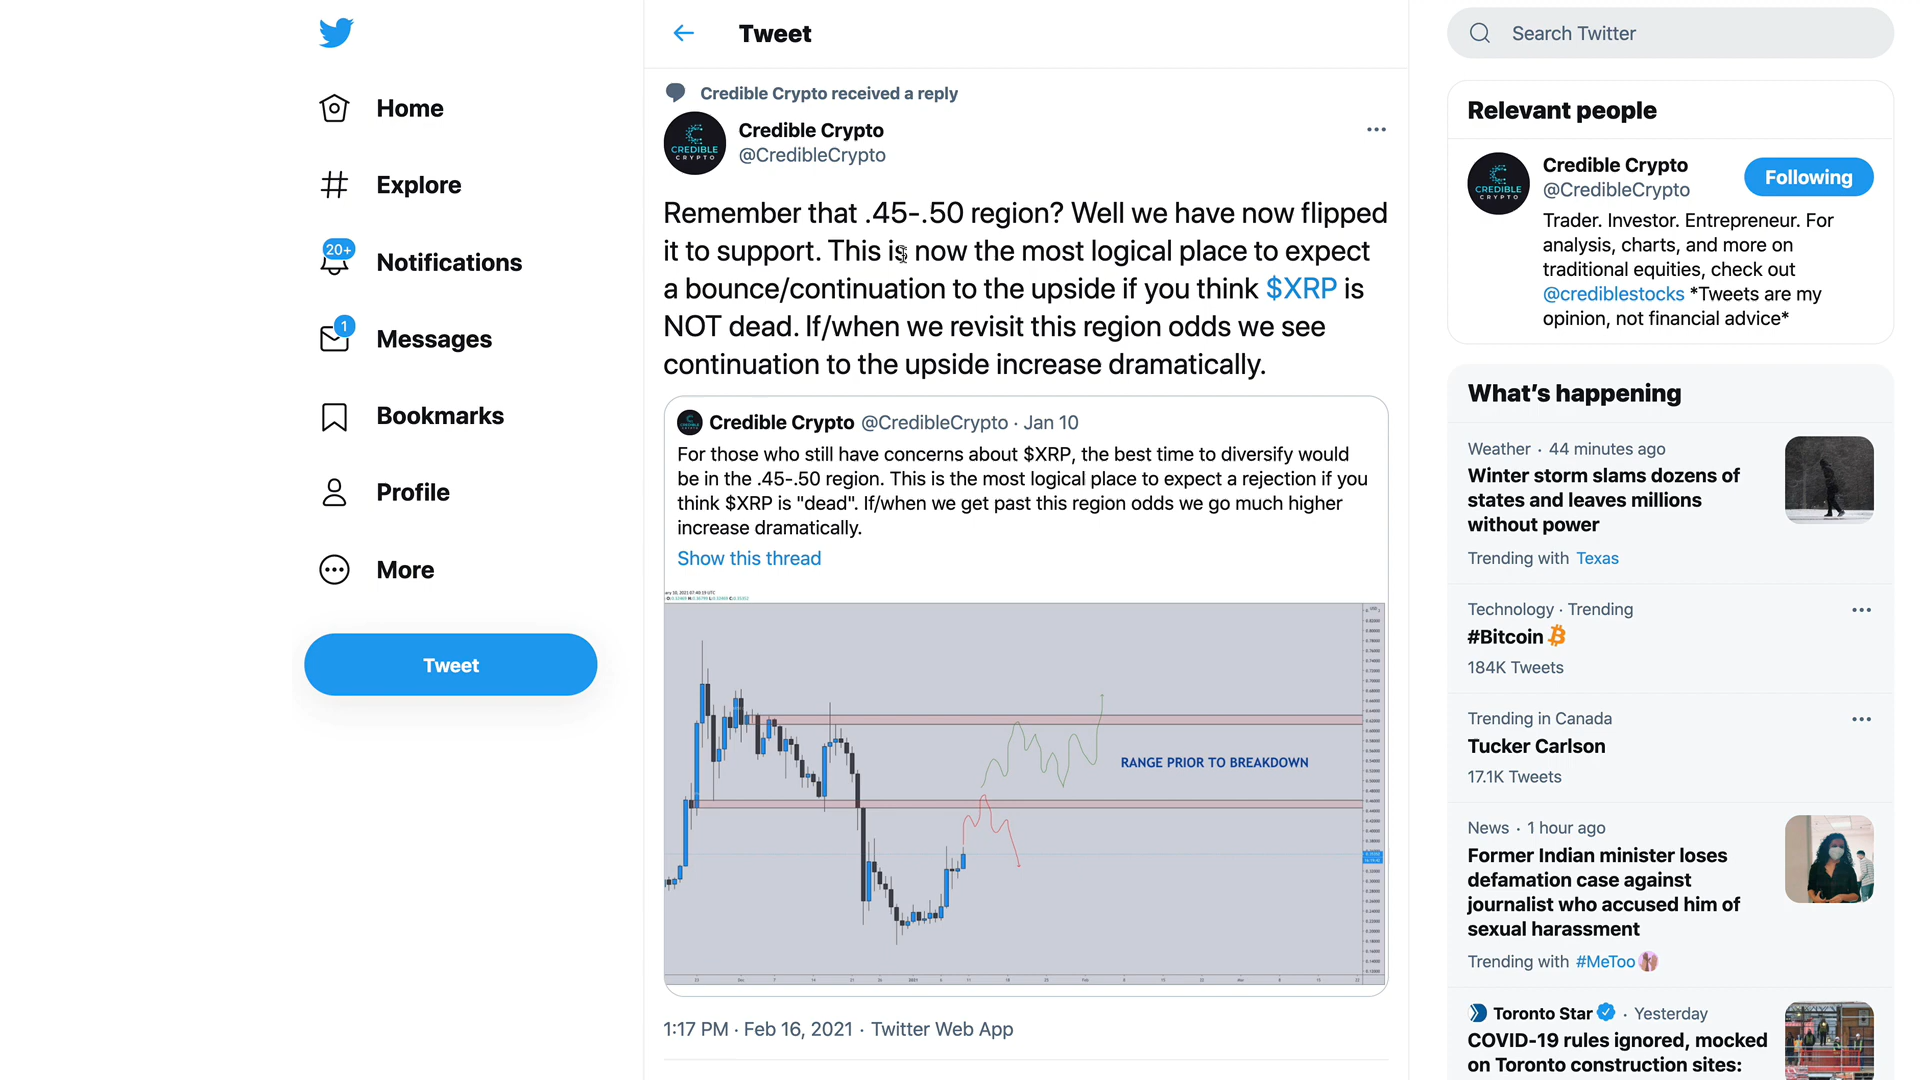 Home
Explore
20+
Notifications
1
Messages
Bookmarks
Profile
More
Tweet
Tweet
Credible Crypto received a reply
CREDIBLE
CRYPTO
Credible Crypto
@CredibleCrypto
Remember that .45-.50 region? Well we have now flipped
it to support. This is now the most logical place to expect
a bounce/continuation to the upside if you think $XRP is
NOT dead. If/when we revisit this region odds we see
continuation to the upside increase dramatically.
Credible Crypto @CredibleCrypto · Jan 10
For those who still have concerns about $XRP, the best time to diversify would
be in the .45-.50 region. This is the most logical place to expect a rejection if you
think $XRP is "dead". If/when we get past this region odds we go much higher
increase dramatically.
Show this thread
RANGE PRIOR TO BREAKDOWN
1:17 PM · Feb 16, 2021 · Twitter Web App
Search Twitter
Relevant people
CREDIBLE
CRYPTO
Credible Crypto
@CredibleCrypto
Following
Trader. Investor. Entrepreneur. For
analysis, charts, and more on
traditional equities, check out
@crediblestocks *Tweets are my
opinion, not financial advice*
What's happening
Weather · 44 minutes ago
Winter storm slams dozens of
states and leaves millions
without power
Trending with Texas
Technology · Trending
#Bitcoin
184K Tweets
Trending in Canada
Tucker Carlson
17.1K Tweets
News · 1 hour ago
Former Indian minister loses
defamation case against
journalist who accused him of
sexual harassment
Trending with #MeToo
Toronto Star · Yesterday
COVID-19 rules ignored, mocked
on Toronto construction sites: